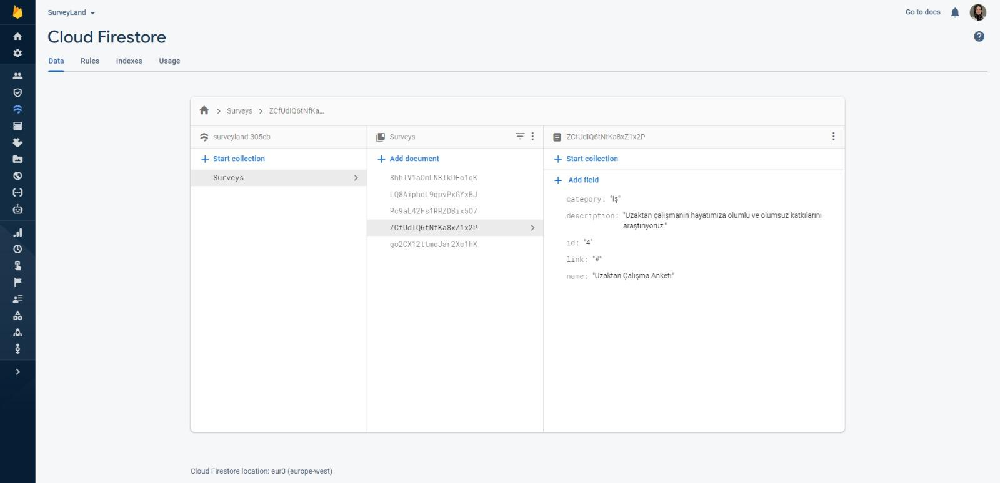 SurveyLand
Go to docs
Cloud Firestore
Data Rules Indexes Usage
Surveys ZCfUdIQ6tNfKa...
surveyland-305cb
Start collection
Surveys
Surveys
Add document
8hhlV1aOmLN3IkDFo1qK
LQ8AiphdL9qpvPxGYxBJ
Pc9aL42Fs1RRZDBix5O7
ZCfUdIQ6tNfKa8xZ1x2P
go2CX12ttmcJar2Xc1hK
ZCfUdIQ6tNfKa8xZ1x2P
Start collection
Add field
category: "İş"
description: "Uzaktan çalışmanın hayatımıza olumlu ve olumsuz katkılarını
araştırıyoruz."
id: "4"
link: "#"
name: "Uzaktan Çalışma Anketi"
Cloud Firestore location: eur3 (europe-west)